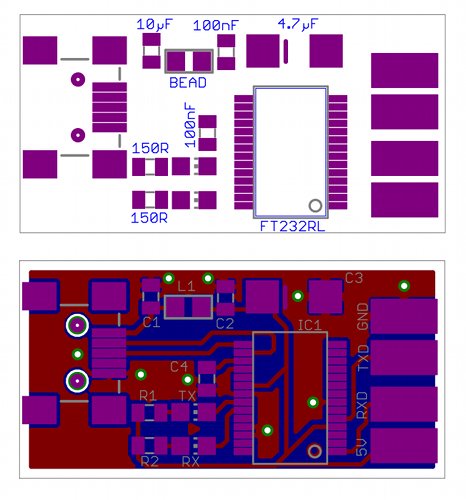 10µF 100nF 4.7µF
BEAD
100nF
150R
150R
FT232RL
C3
L1
C1 C2 IC1
GND
C4
TXD
R1 TX
RXD
R2 RX
5V